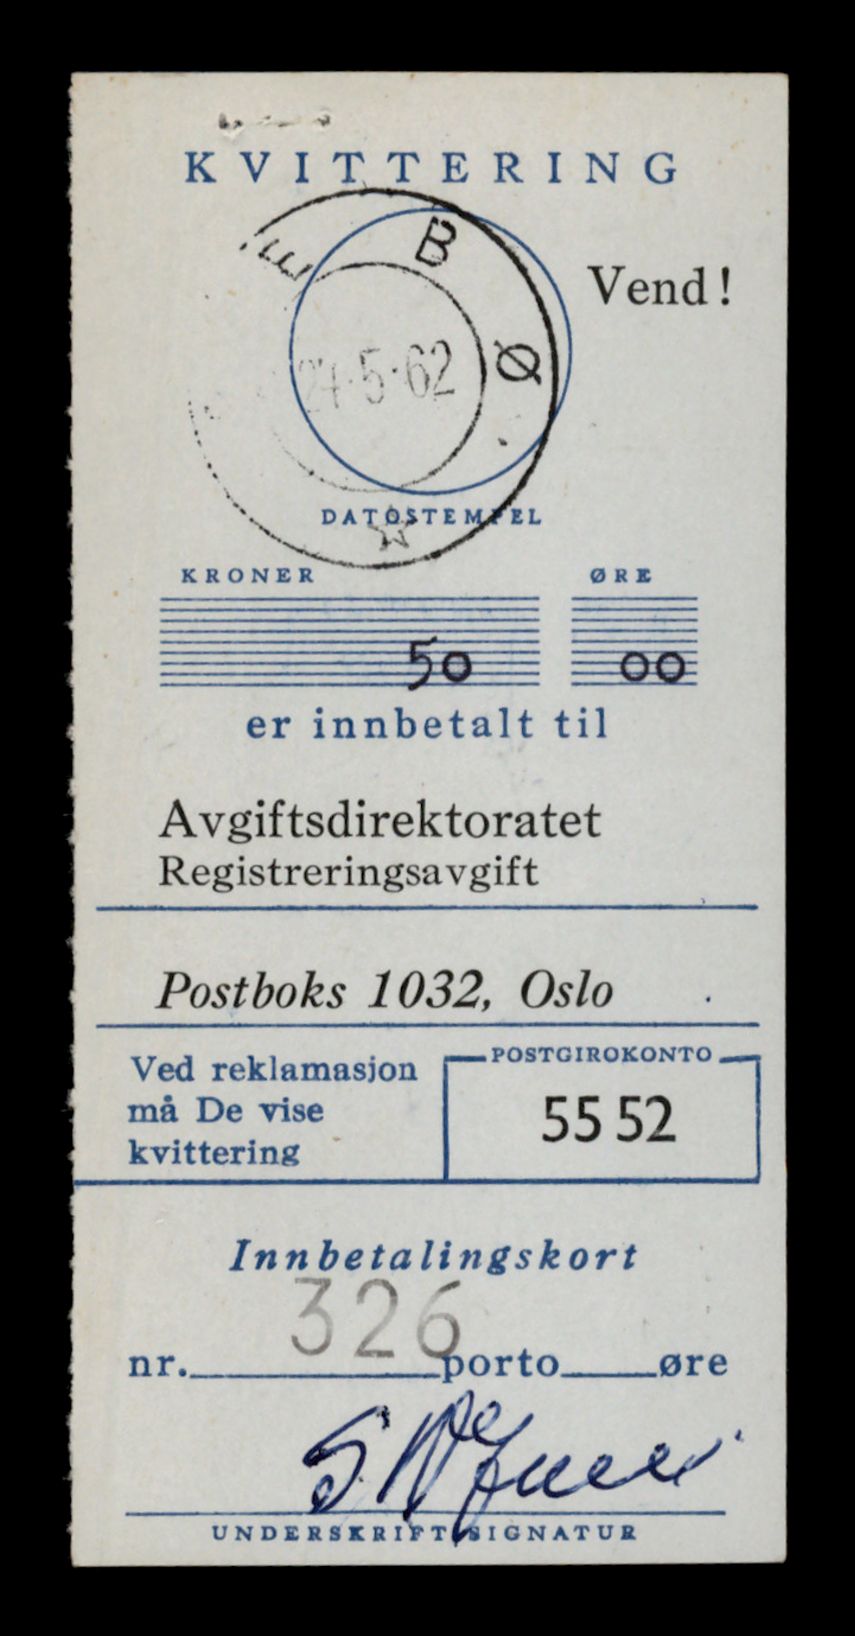 KVITTERING
Vend!
E BØ
5·62
DATOSTEMPEL
KRONER ØRE
50 00
er innbetalt til
Avgiftsdirektoratet
Registreringsavgift
Postboks 1032, Oslo
Ved reklamasjon
må De vise
kvittering
POSTGIROKONTO
55 52
Innbetalingskort
326
nr. porto øre
UNDERSKRIFT SIGNATUR